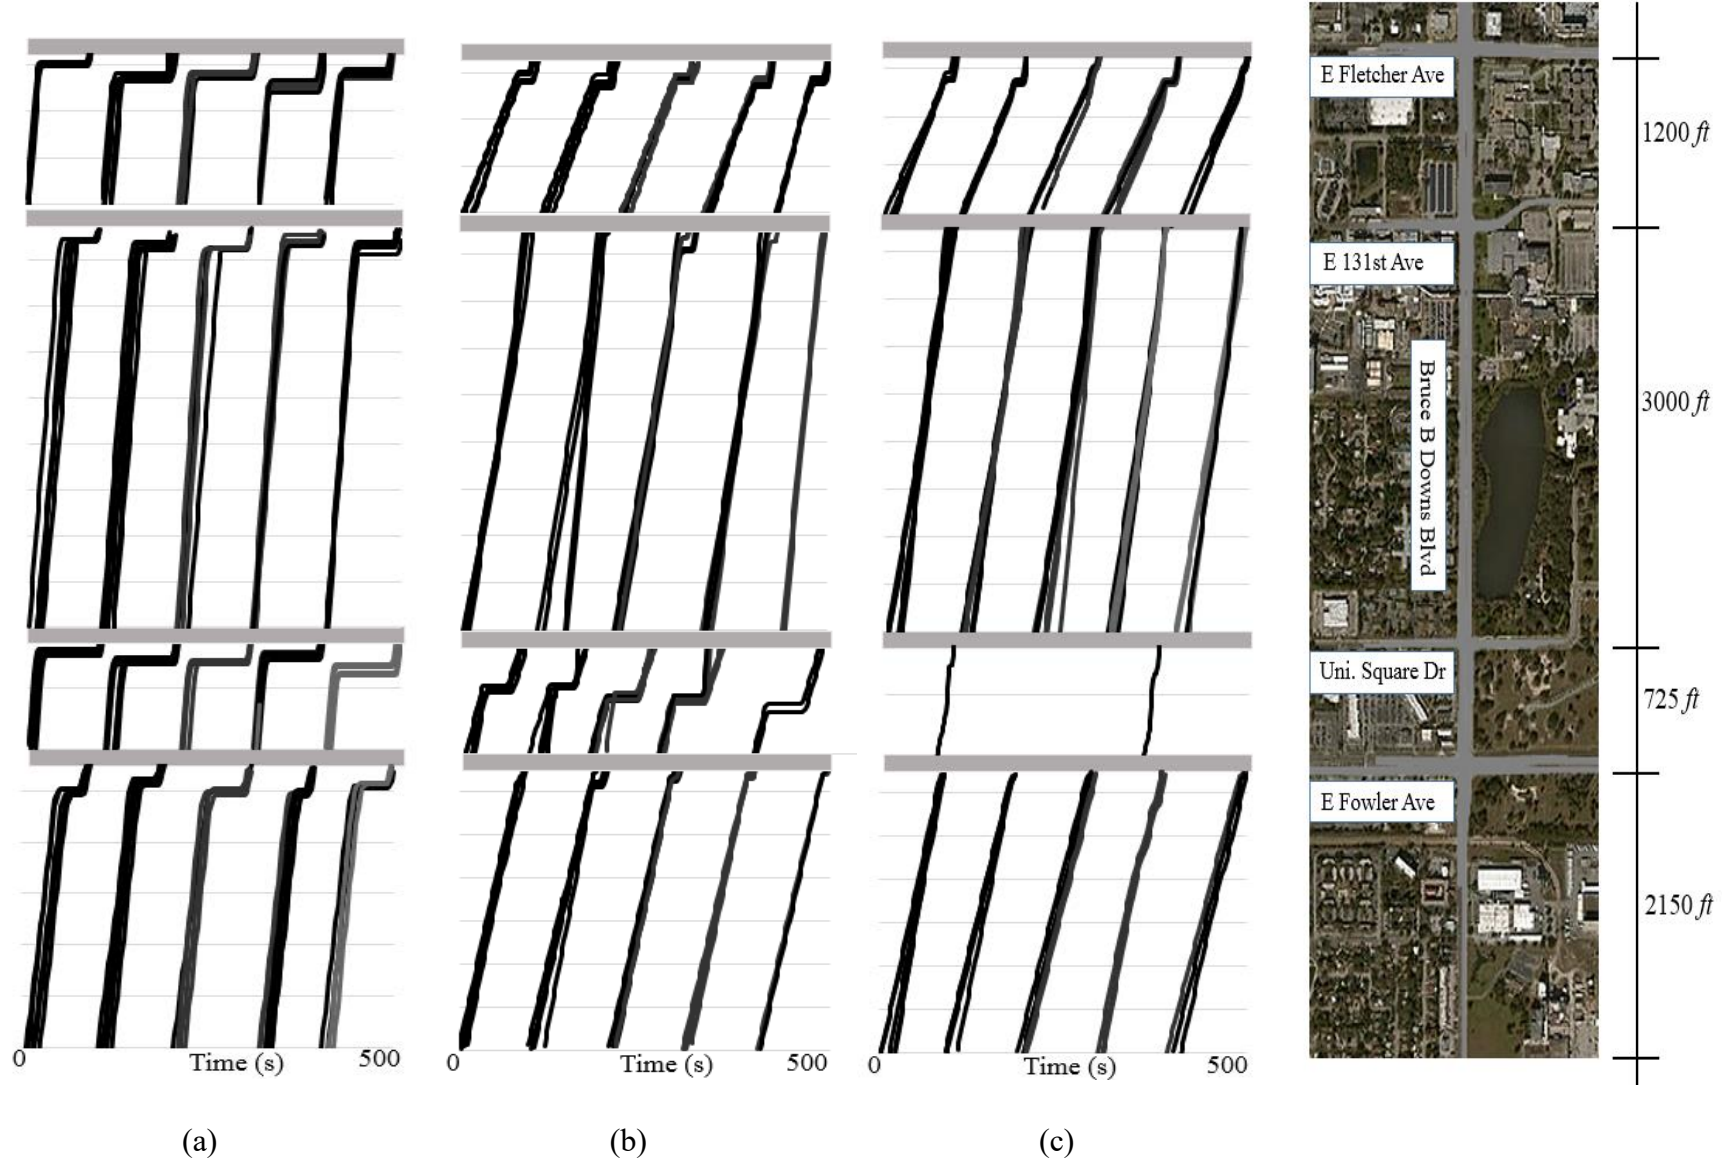 E Fletcher Ave
1200 ft
E 131st Ave
Bruce B Downs Blvd
3000 ft
Uni. Square Dr
725 ft
E Fowler Ave
2150 ft
0 Time (s) 500
0 Time (s) 500
0 Time (s) 500
(a)
(b)
(c)